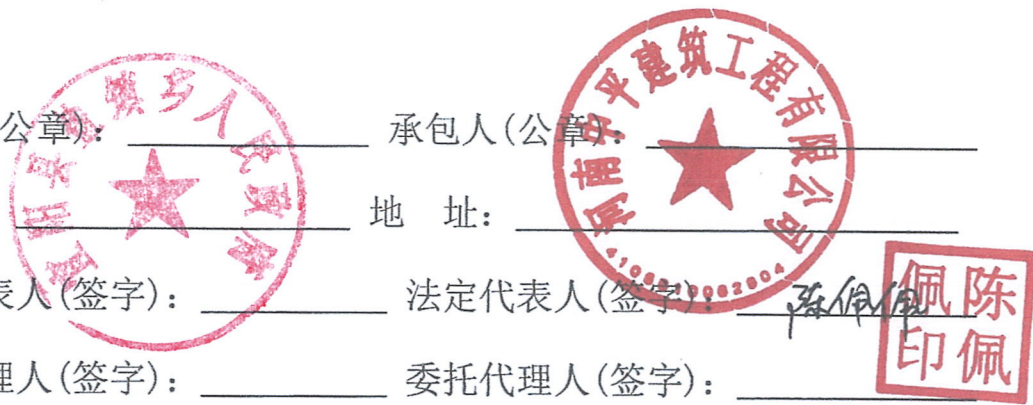 公章): 承包人(公章):
地 址:
表人(签字): 法定代表人(签字): 陈佩佩
理人(签字): 委托代理人(签字):
人民政府
建筑工程有限公司
陈佩
佩印